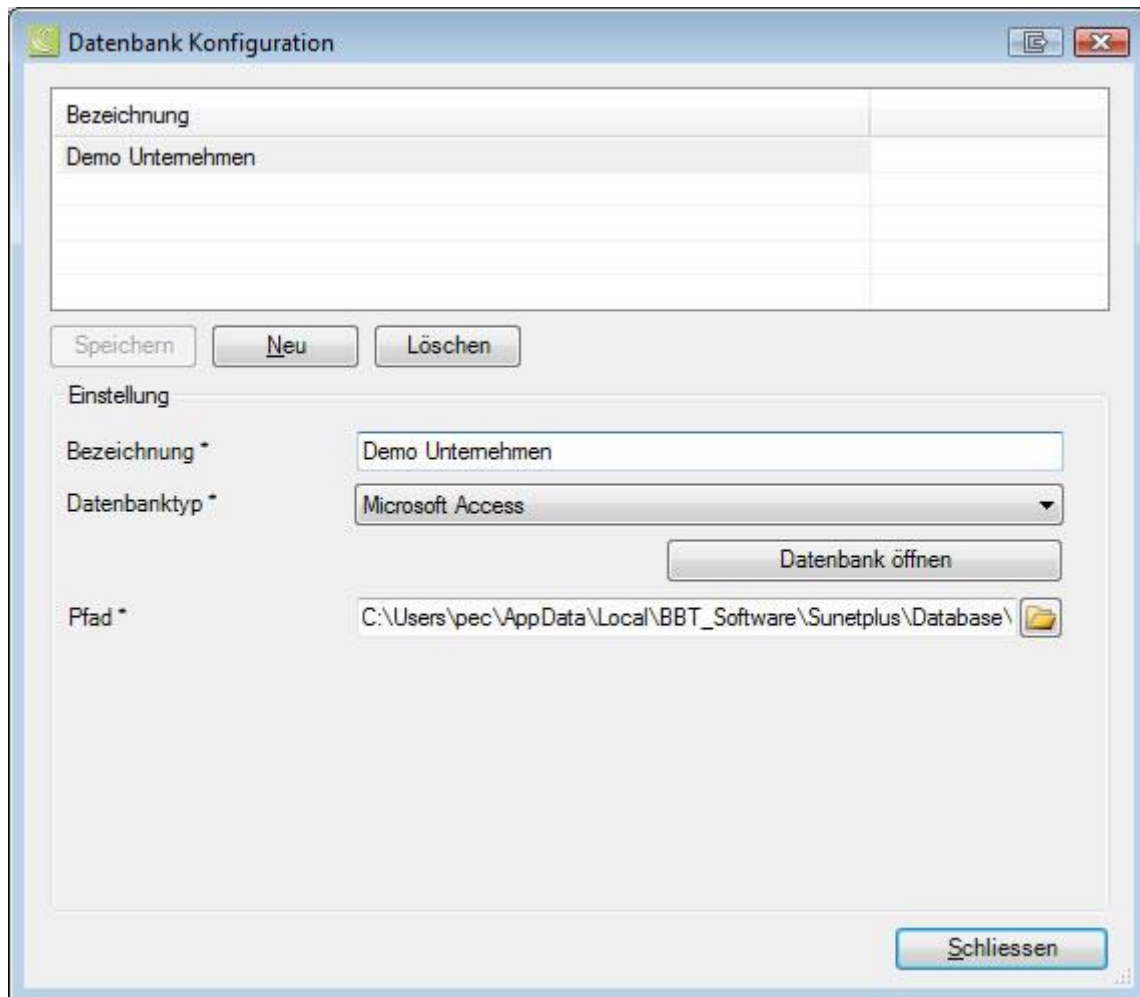 Datenbank Konfiguration
Bezeichnung
Demo Unternehmen
Speichern Neu Löschen
Einstellung
Bezeichnung * Demo Unternehmen
Datenbanktyp * Microsoft Access
Datenbank öffnen
Pfad * C:\Users\pec\AppData\Local\BBT_Software\Sunetplus\Database\
Schliessen